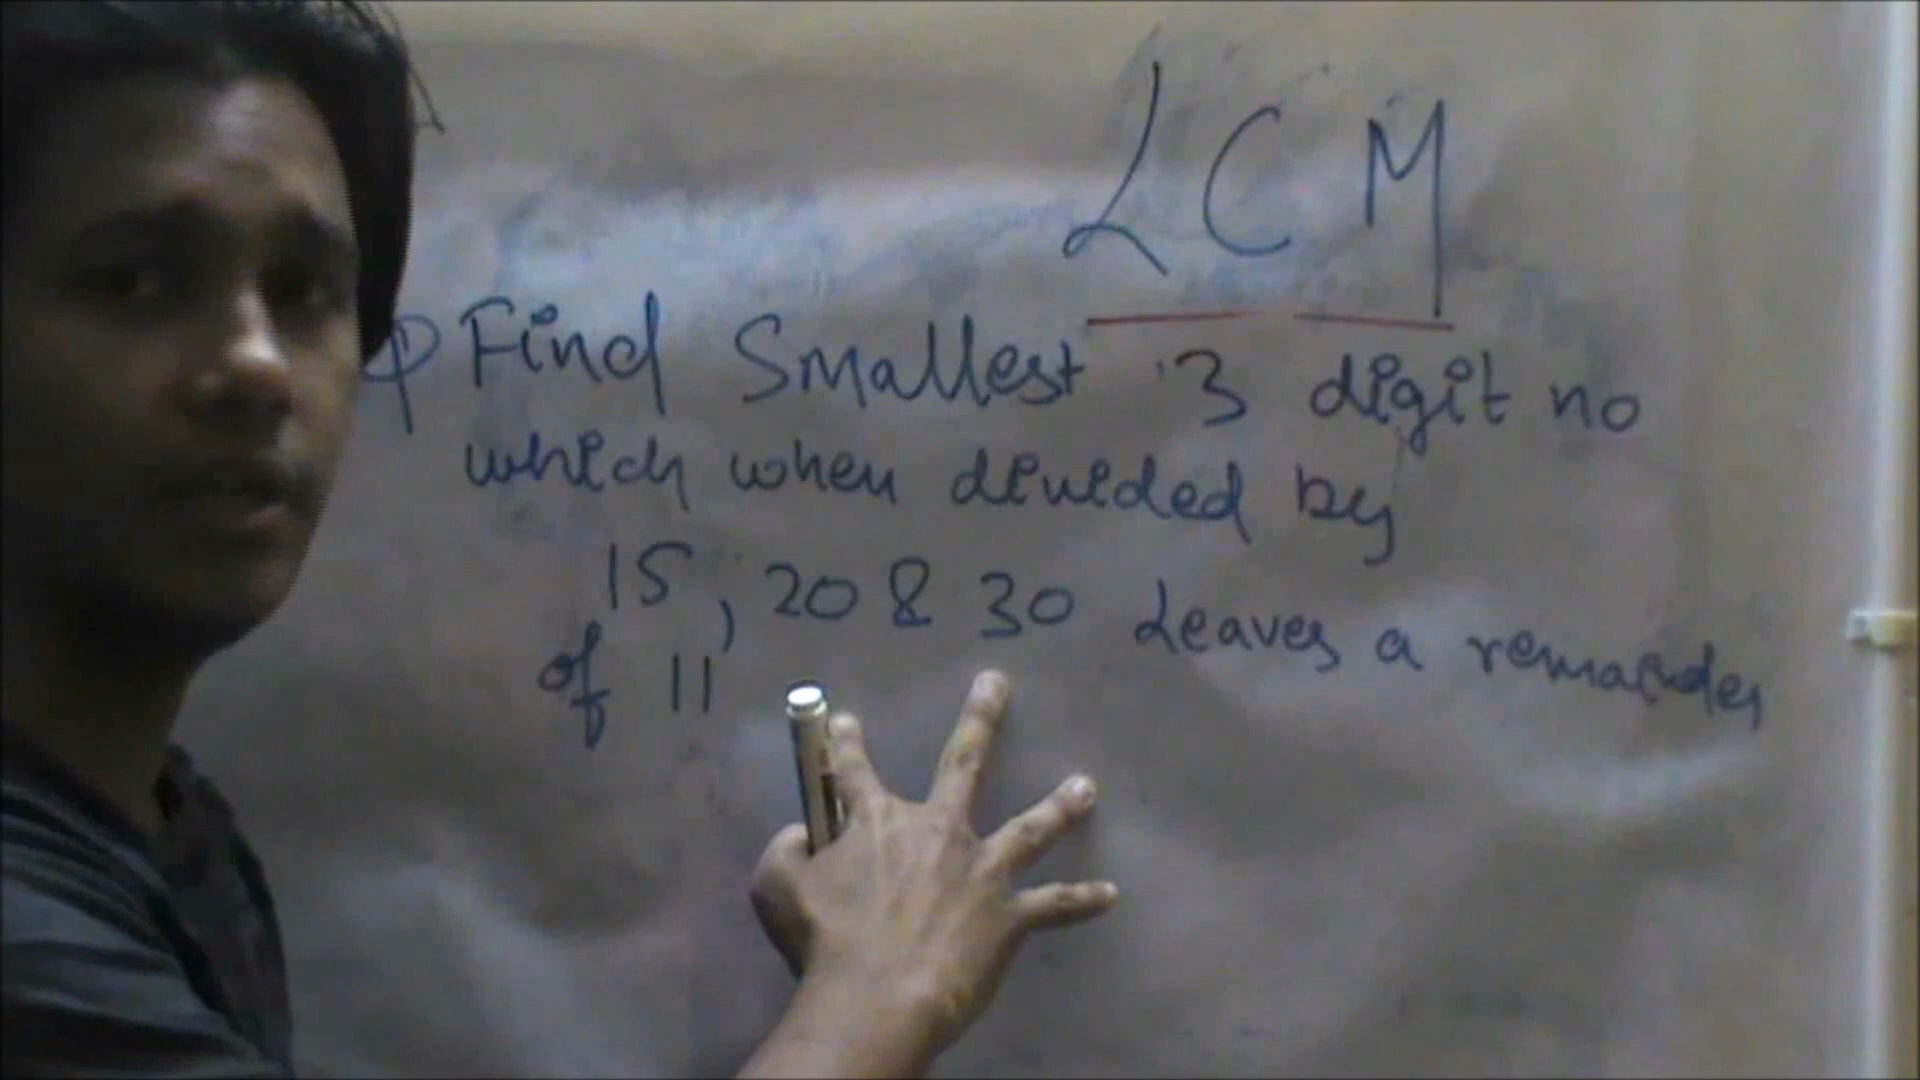 LCM
Q Find Smallest 3 digit no
which when divided by
15, 20 & 30 Leaves a remainder
of 11